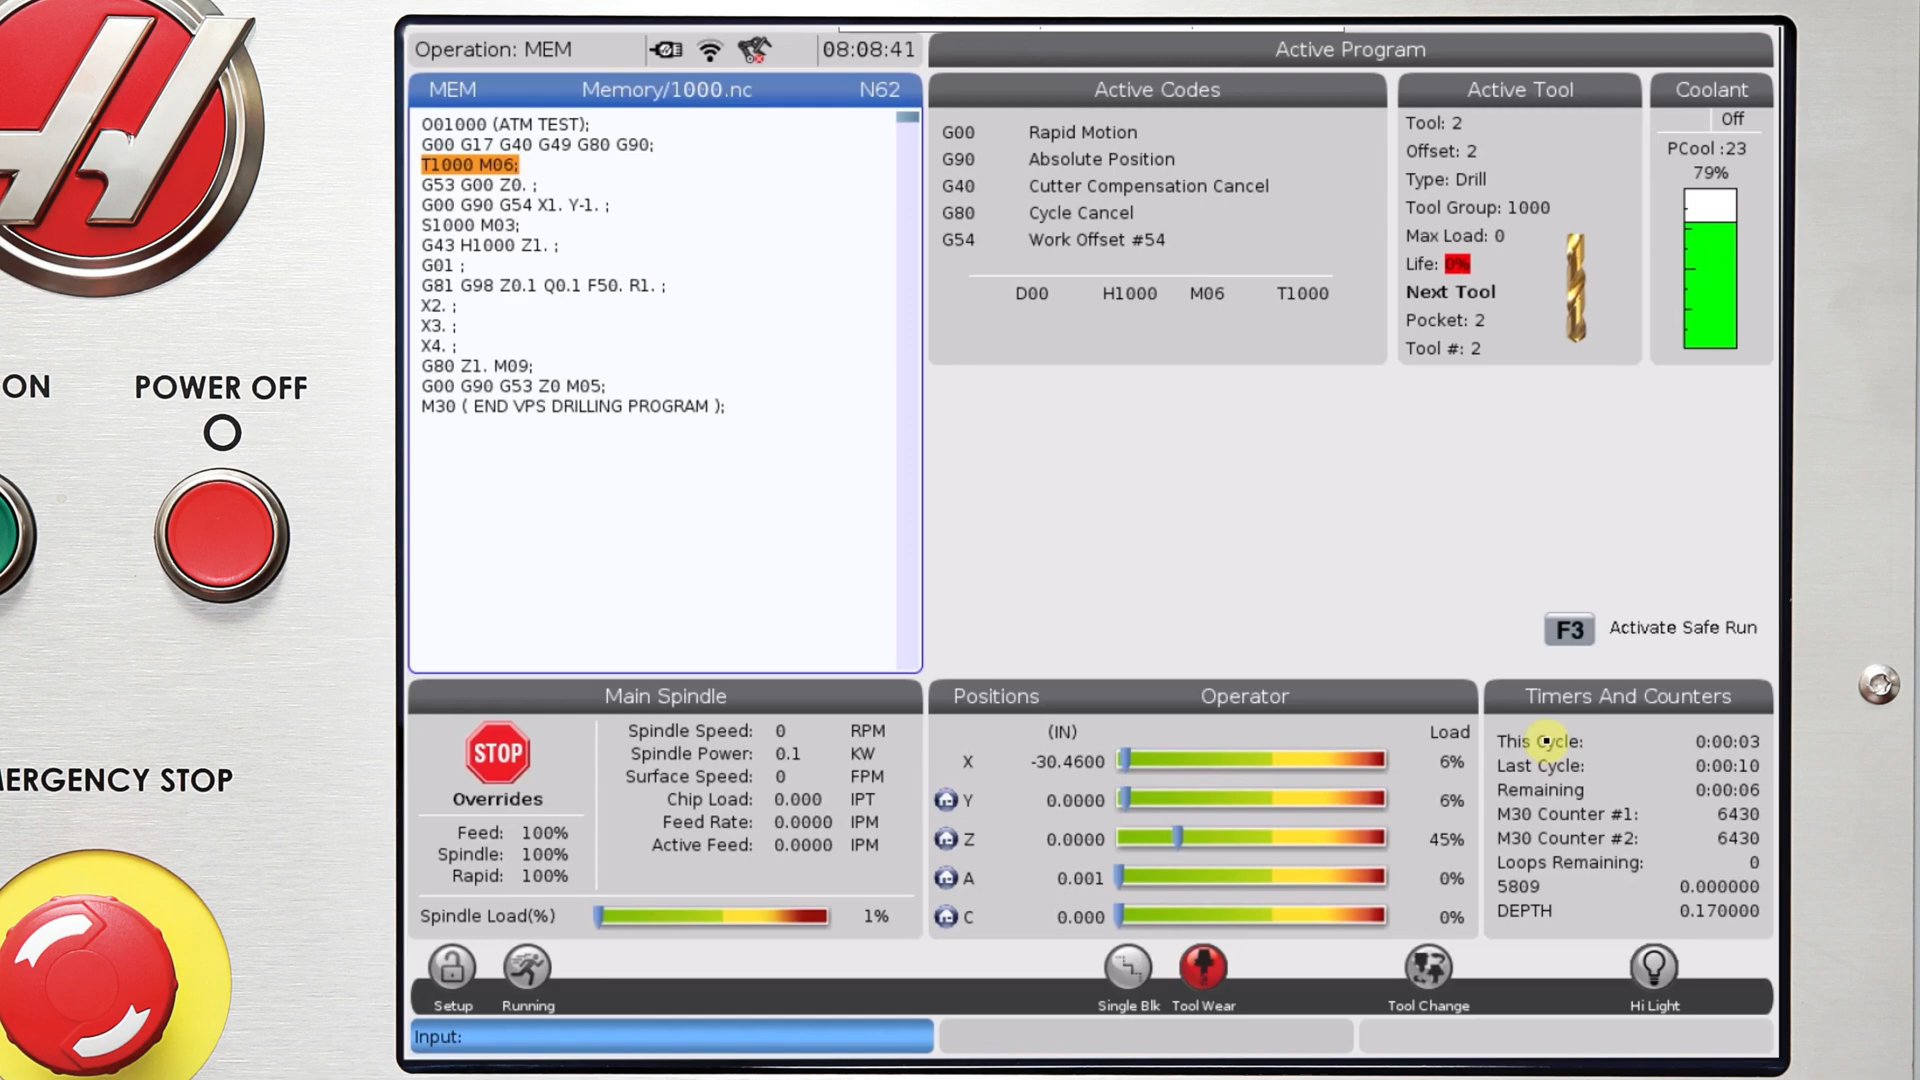 ON
POWER OFF
MERGENCY STOP
Operation: MEM
08:08:41
MEM Memory/1000.nc N62
O01000 (ATM TEST);
G00 G17 G40 G49 G80 G90;
T1000 M06;
G53 G00 Z0. ;
G00 G90 G54 X1. Y-1. ;
S1000 M03;
G43 H1000 Z1. ;
G01 ;
G81 G98 Z0.1 Q0.1 F50. R1. ;
X2. ;
X3. ;
X4. ;
G80 Z1. M09;
G00 G90 G53 Z0 M05;
M30 ( END VPS DRILLING PROGRAM );
Active Program
Active Codes
G00 Rapid Motion
G90 Absolute Position
G40 Cutter Compensation Cancel
G80 Cycle Cancel
G54 Work Offset #54
D00 H1000 M06 T1000
Active Tool
Tool: 2
Offset: 2
Type: Drill
Tool Group: 1000
Max Load: 0
Life: 0%
Next Tool
Pocket: 2
Tool #: 2
Coolant
Off
PCool :23
79%
F3 Activate Safe Run
Main Spindle
STOP
Overrides
Feed: 100%
Spindle: 100%
Rapid: 100%
Spindle Speed: 0 RPM
Spindle Power: 0.1 KW
Surface Speed: 0 FPM
Chip Load: 0.000 IPT
Feed Rate: 0.0000 IPM
Active Feed: 0.0000 IPM
Spindle Load(%) 1%
Positions Operator
(IN) Load
X -30.4600 6%
Y 0.0000 6%
Z 0.0000 45%
A 0.001 0%
C 0.000 0%
Timers And Counters
This Cycle: 0:00:03
Last Cycle: 0:00:10
Remaining 0:00:06
M30 Counter #1: 6430
M30 Counter #2: 6430
Loops Remaining: 0
5809 0.000000
DEPTH 0.170000
Setup Running Single Blk Tool Wear Tool Change Hi Light
Input: